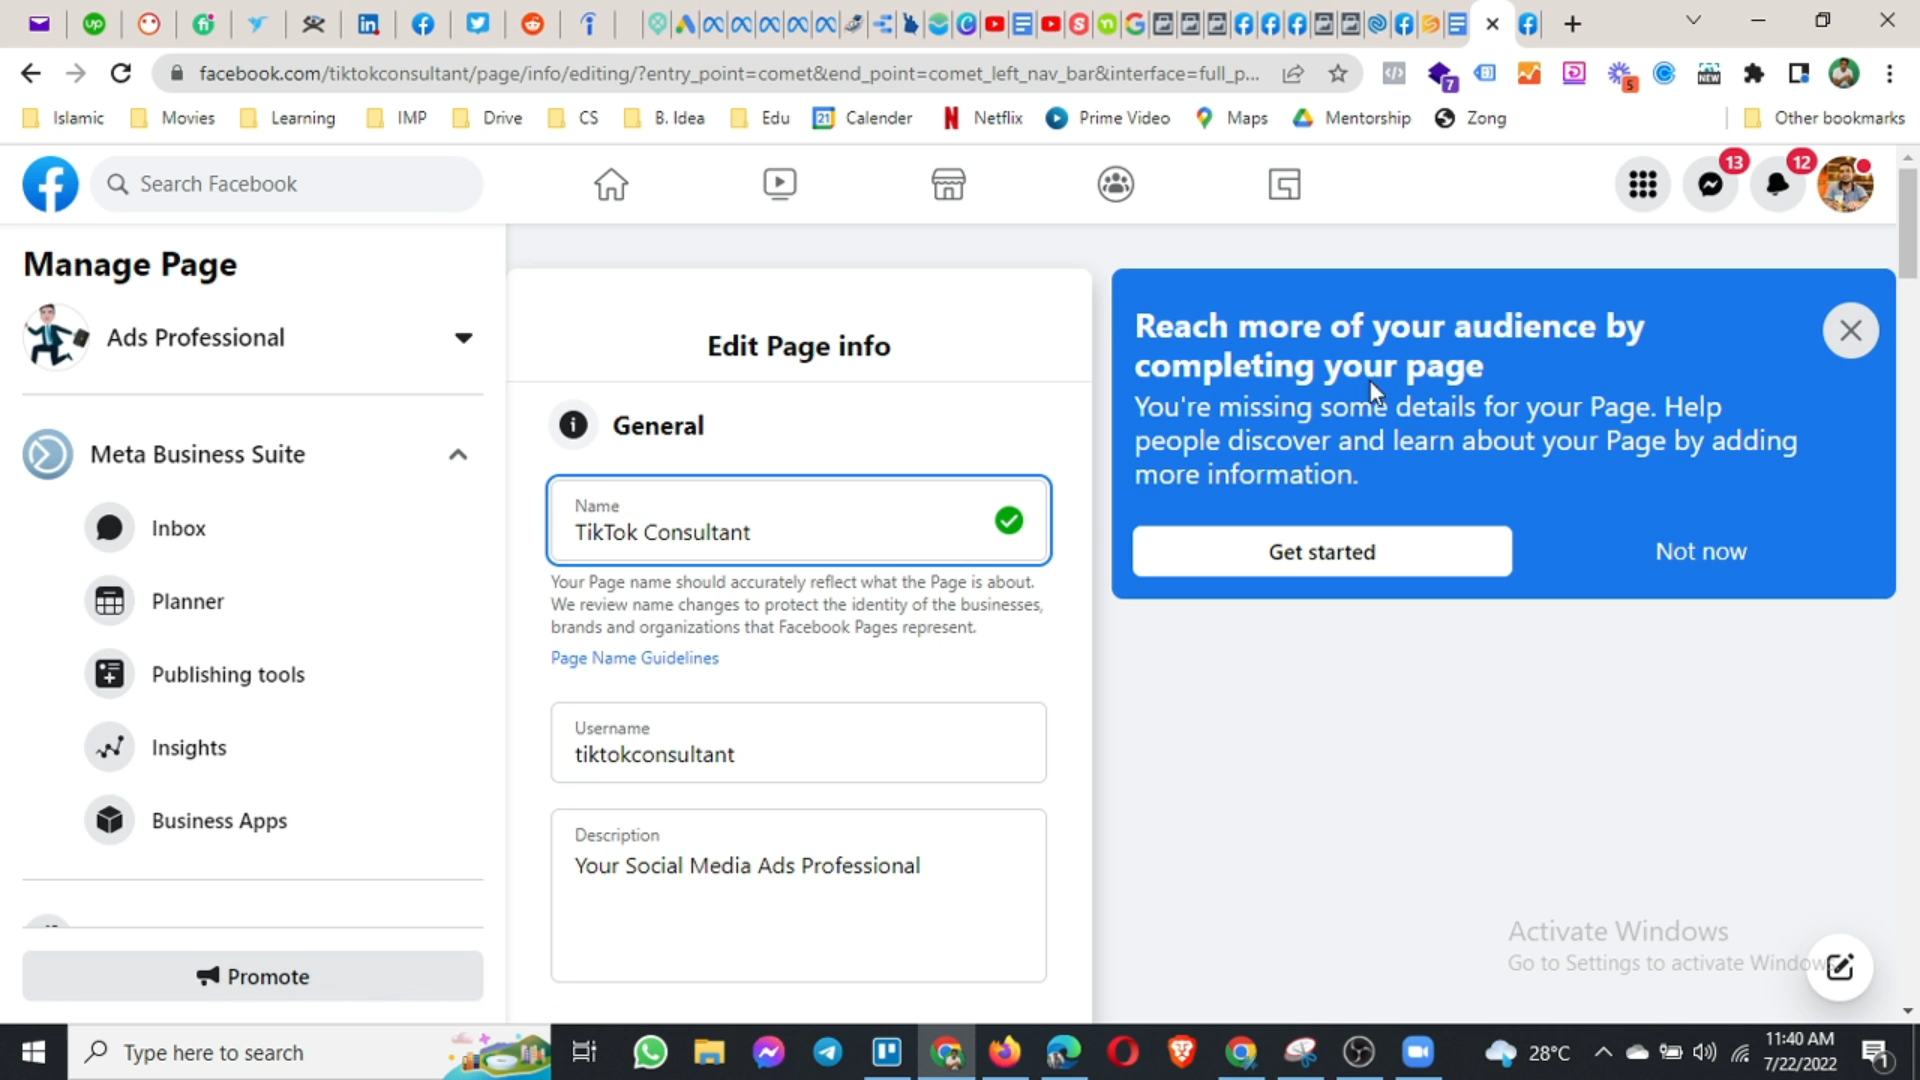 facebook.com/tiktokconsultant/page/info/editing/?entry_point=comet&end_point=comet_left_nav_bar&interface=full_p...
7
5
NEW
Islamic
Movies
Learning
IMP
Drive
CS
B. Idea
Edu
21
Calender
Netflix
Prime Video
Maps
Mentorship
Zong
Other bookmarks
Search Facebook
13
12
Manage Page
Ads Professional
Meta Business Suite
Inbox
Planner
Publishing tools
Insights
Business Apps
Promote
Edit Page info
General
Name
TikTok Consultant
Your Page name should accurately reflect what the Page is about.
We review name changes to protect the identity of the businesses,
brands and organizations that Facebook Pages represent.
Page Name Guidelines
Username
tiktokconsultant
Description
Your Social Media Ads Professional
Reach more of your audience by
completing your page
You're missing some details for your Page. Help
people discover and learn about your Page by adding
more information.
Get started
Not now
Activate Windows
Go to Settings to activate Windows
Type here to search
28°C
11:40 AM
7/22/2022
1